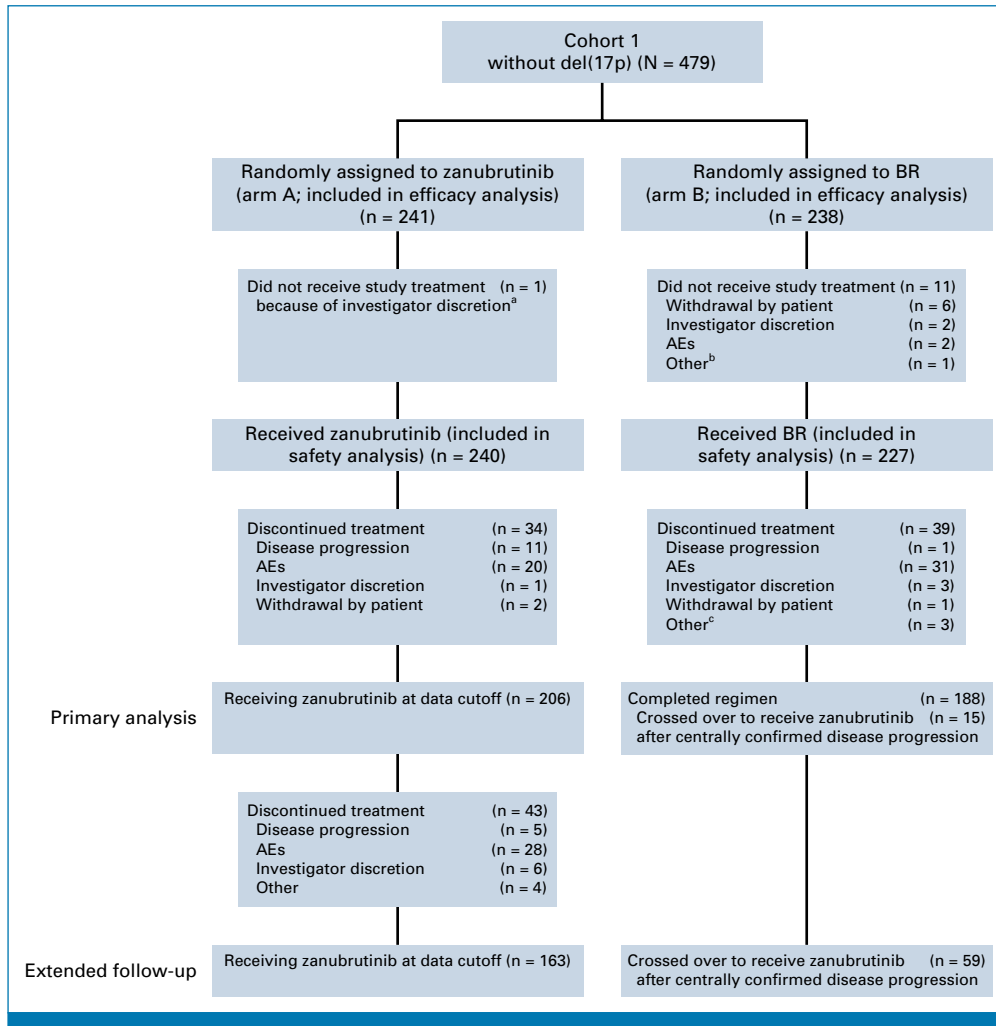 Cohort 1
without del(17p) (N = 479)
Randomly assigned to zanubrutinib
(arm A; included in efficacy analysis)
(n = 241)
Randomly assigned to BR
(arm B; included in efficacy analysis)
(n = 238)
Did not receive study treatment (n = 1)
because of investigator discretionᵃ
Did not receive study treatment (n = 11)
Withdrawal by patient (n = 6)
Investigator discretion (n = 2)
AEs (n = 2)
Otherᵇ (n = 1)
Received zanubrutinib (included in
safety analysis) (n = 240)
Received BR (included in
safety analysis) (n = 227)
Discontinued treatment (n = 34)
Disease progression (n = 11)
AEs (n = 20)
Investigator discretion (n = 1)
Withdrawal by patient (n = 2)
Discontinued treatment (n = 39)
Disease progression (n = 1)
AEs (n = 31)
Investigator discretion (n = 3)
Withdrawal by patient (n = 1)
Otherᶜ (n = 3)
Primary analysis
Receiving zanubrutinib at data cutoff (n = 206)
Completed regimen (n = 188)
Crossed over to receive zanubrutinib (n = 15)
after centrally confirmed disease progression
Discontinued treatment (n = 43)
Disease progression (n = 5)
AEs (n = 28)
Investigator discretion (n = 6)
Other (n = 4)
Extended follow-up
Receiving zanubrutinib at data cutoff (n = 163)
Crossed over to receive zanubrutinib (n = 59)
after centrally confirmed disease progression